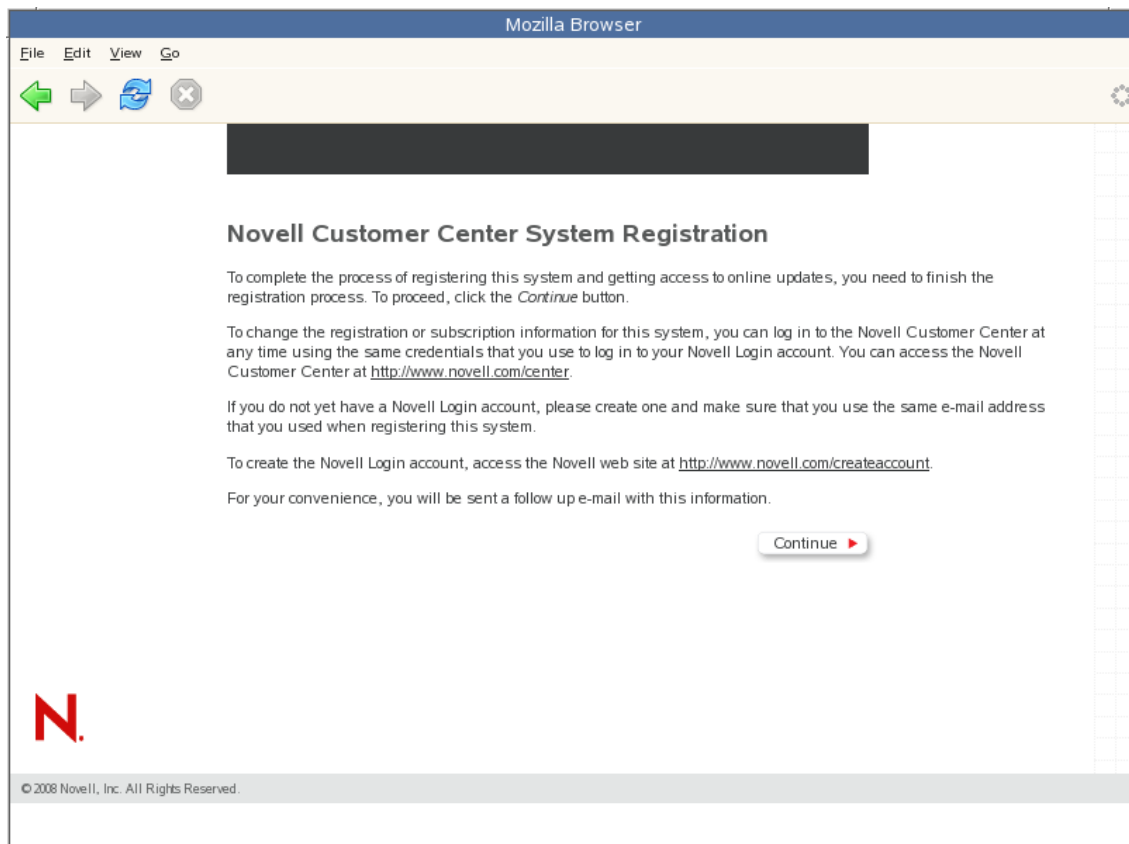 Mozilla Browser
File Edit View Go
Novell Customer Center System Registration
To complete the process of registering this system and getting access to online updates, you need to finish the
registration process. To proceed, click the Continue button.
To change the registration or subscription information for this system, you can log in to the Novell Customer Center at
any time using the same credentials that you use to log in to your Novell Login account. You can access the Novell
Customer Center at http://www.novell.com/center.
If you do not yet have a Novell Login account, please create one and make sure that you use the same e-mail address
that you used when registering this system.
To create the Novell Login account, access the Novell web site at http://www.novell.com/createaccount.
For your convenience, you will be sent a follow up e-mail with this information.
Continue
N.
© 2008 Novell, Inc. All Rights Reserved.